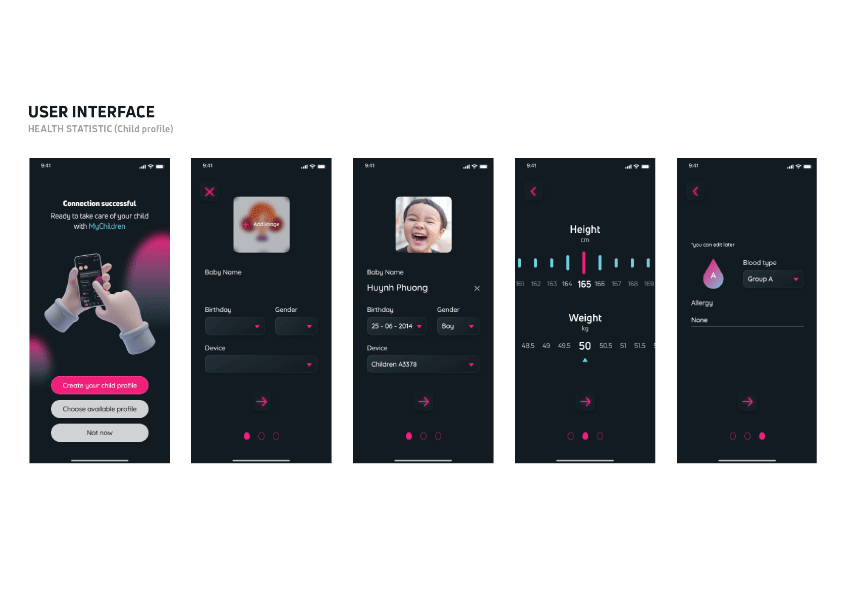 USER INTERFACE
HEALTH STATISTIC (Child profile)
9:41
Connection successful
Ready to take care of your child
with MyChildren
Create your child profile
Choose available profile
Not now
9:41
+ Add image
Baby Name
Birthday Gender
Device
9:41
Baby Name
Huynh Phuong ×
Birthday Gender
25 - 06 - 2014 Boy
Device
Children A3378
9:41
Height
cm
161 162 163 164 165 166 167 168 169
Weight
kg
48.5 49 49.5 50 50.5 51 51.5
9:41
*you can edit later
A
Blood type
Group A
Allergy
None